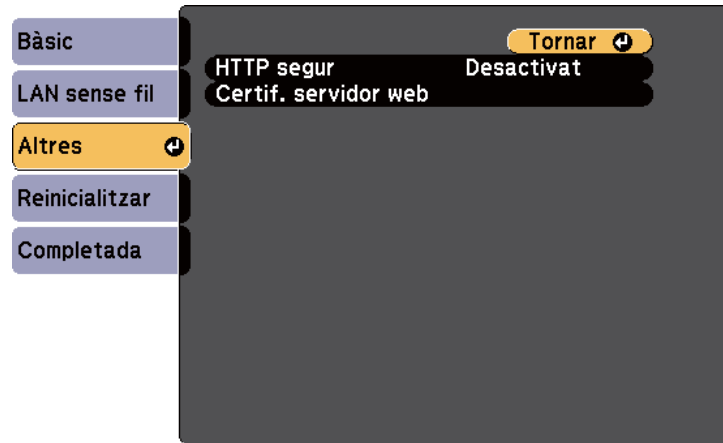 Bàsic
LAN sense fil
Altres
Reinicialitzar
Completada
Tornar
HTTP segur Desactivat
Certif. servidor web